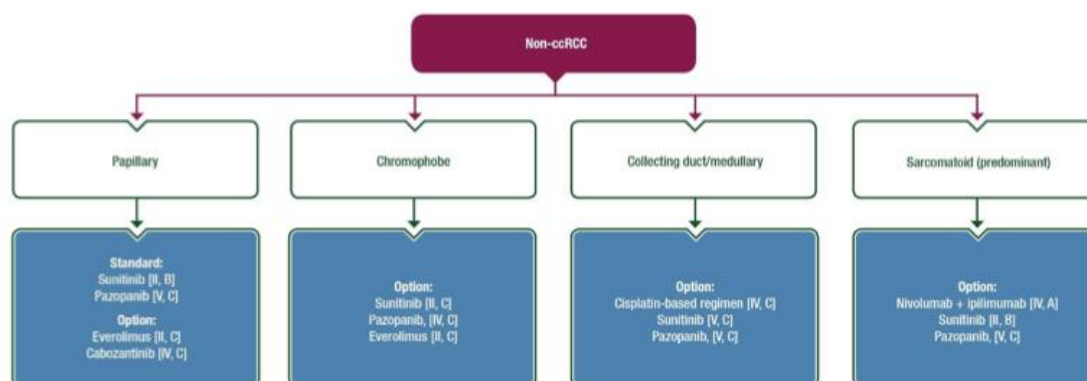 Non-ccRCC
Papillary
Chromophobe
Collecting duct/medullary
Sarcomatoid (predominant)
Standard:
Sunitinib [II, B]
Pazopanib [V, C]
Option:
Everolimus [II, C]
Cabozantinib [IV, C]
Option:
Sunitinib [II, C]
Pazopanib, [IV, C]
Everolimus [II, C]
Option:
Cisplatin-based regimen [IV, C]
Sunitinib [V, C]
Pazopanib, [V, C]
Option:
Nivolumab + ipilimumab [IV, A]
Sunitinib [II, B]
Pazopanib, [V, C]